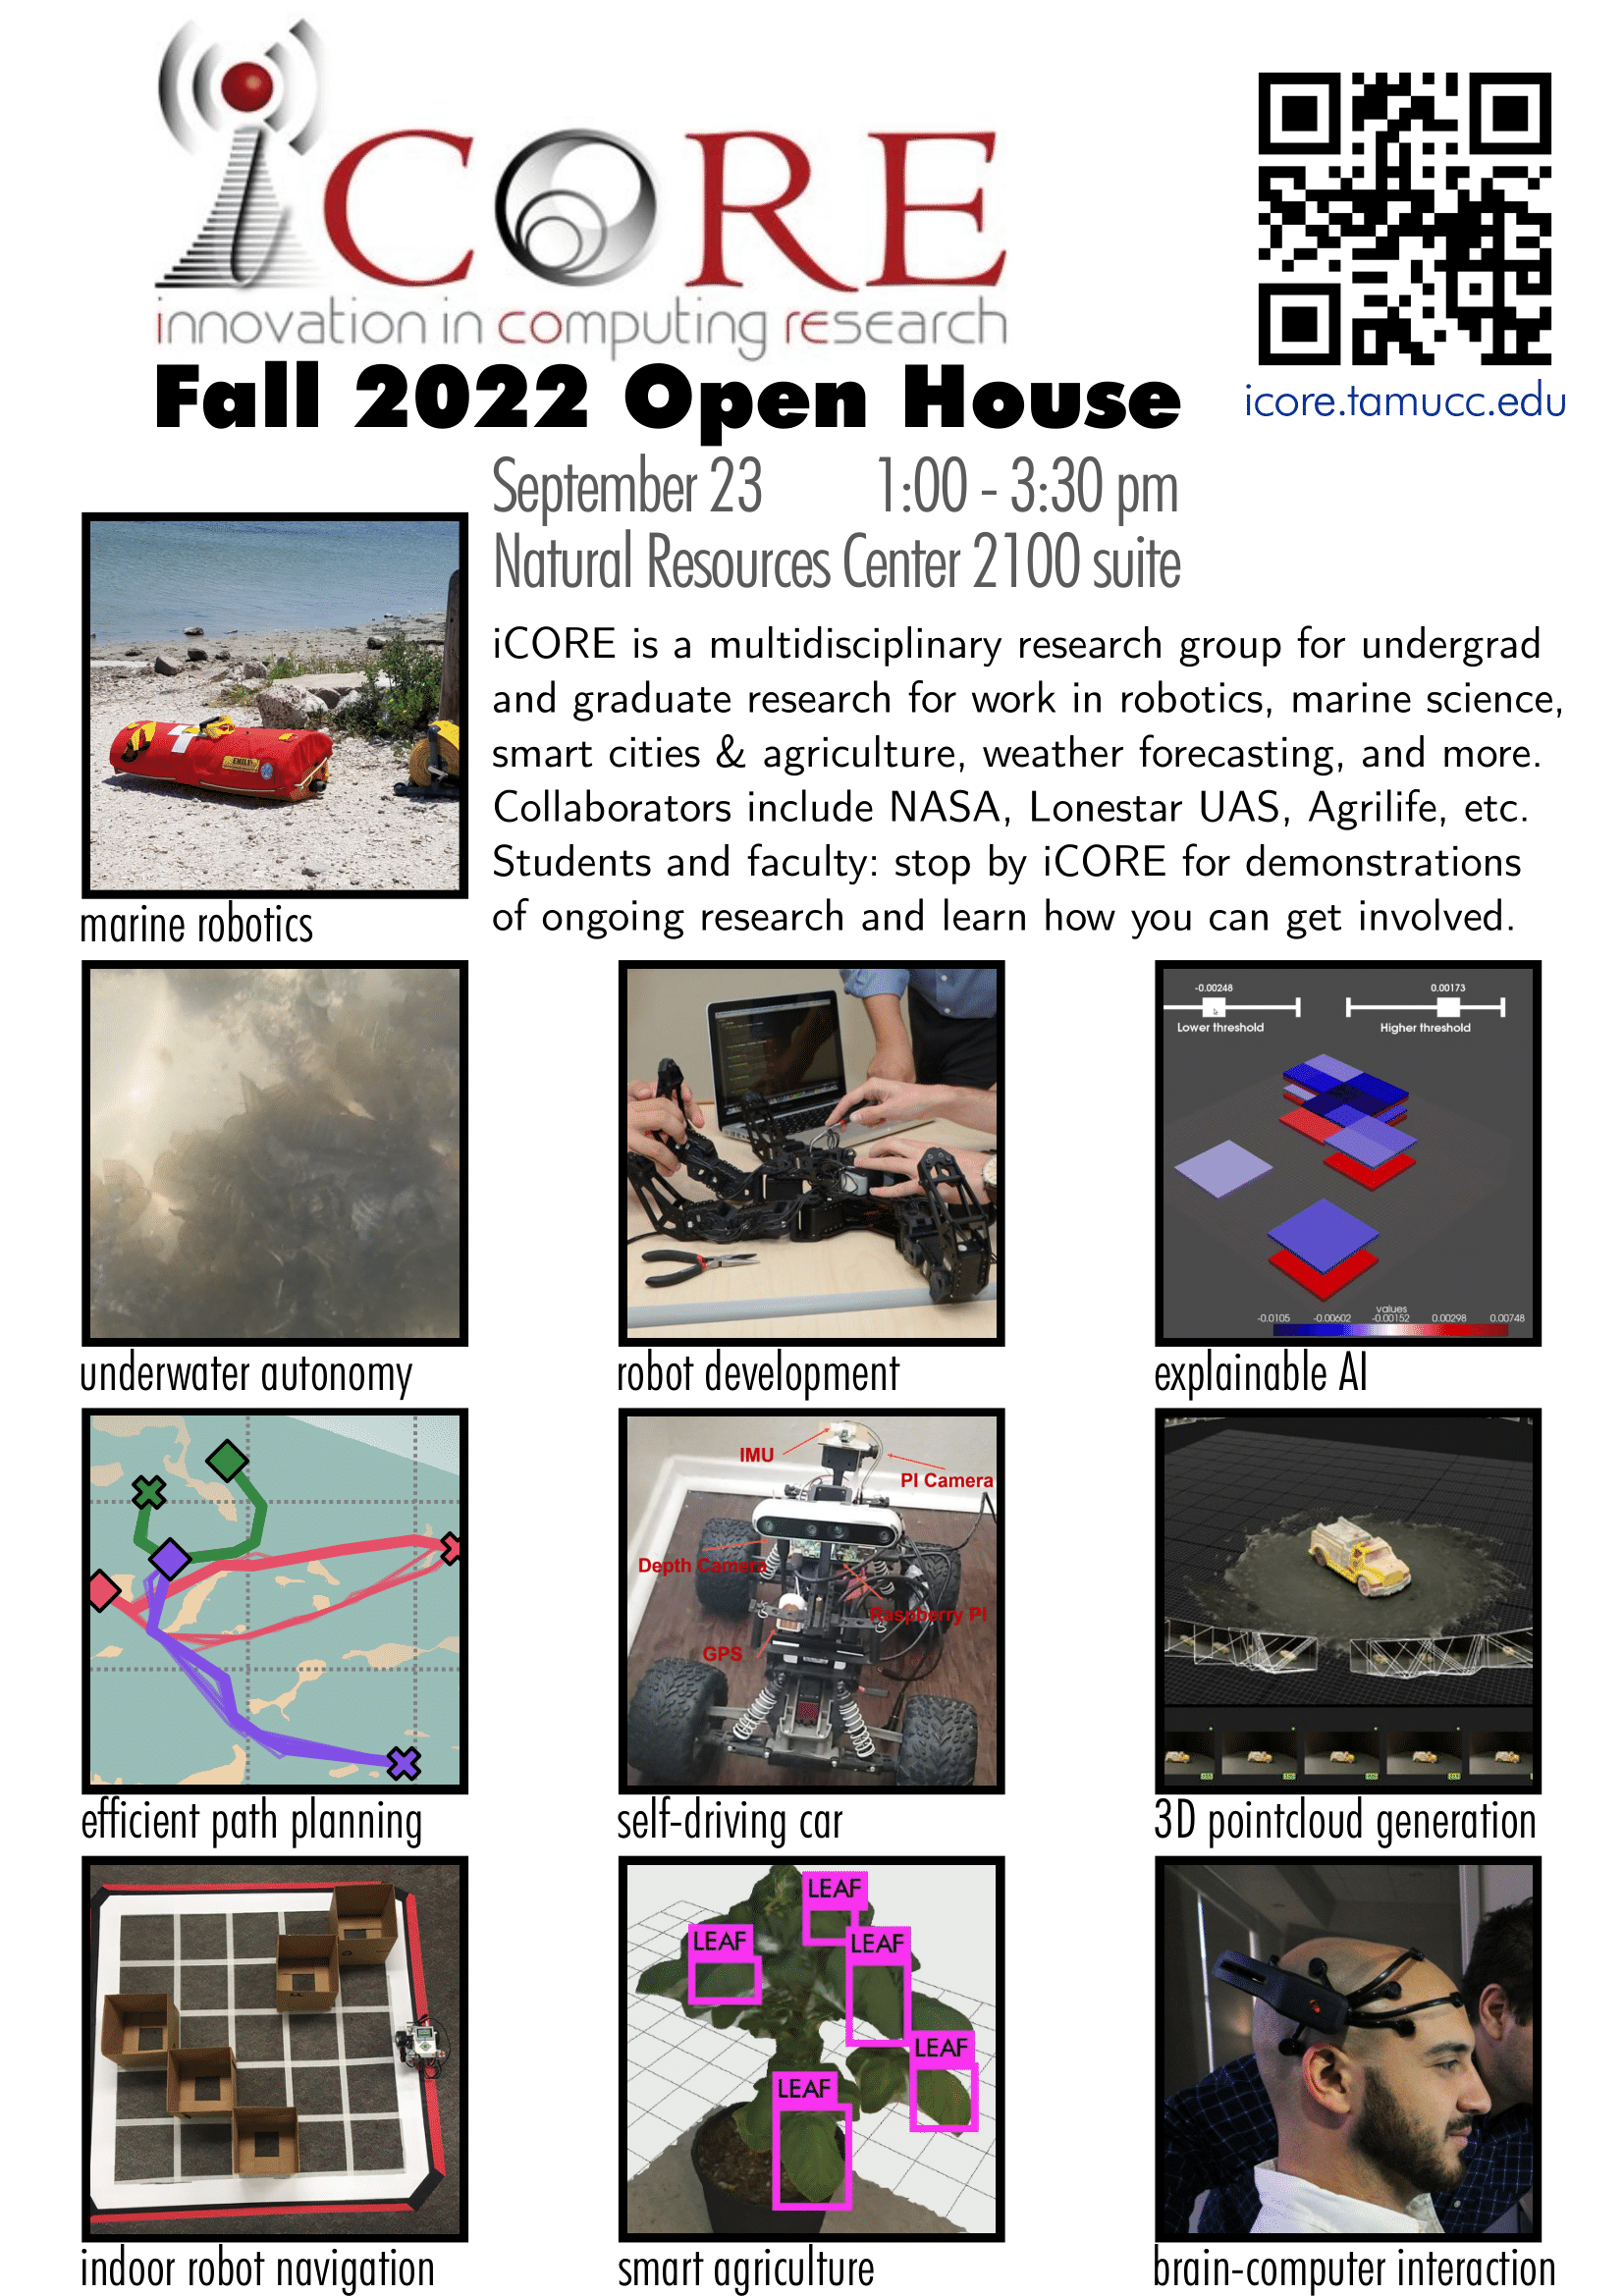 iCORE
innovation in computing research
Fall 2022 Open House
icore.tamucc.edu
September 23 1:00 - 3:30 pm
Natural Resources Center 2100 suite
iCORE is a multidisciplinary research group for undergrad
and graduate research for work in robotics, marine science,
smart cities & agriculture, weather forecasting, and more.
Collaborators include NASA, Lonestar UAS, Agrilife, etc.
Students and faculty: stop by iCORE for demonstrations
of ongoing research and learn how you can get involved.
EMILY
marine robotics
-0.00248 0.00173
Lower threshold Higher threshold
values
-0.0105 -0.00602 -0.00152 0.00298 0.00748
underwater autonomy
robot development
explainable AI
IMU
PI Camera
Depth Camera
Raspberry PI
GPS
efficient path planning
self-driving car
3D pointcloud generation
LEAF
LEAF
LEAF
LEAF
LEAF
indoor robot navigation
smart agriculture
brain-computer interaction